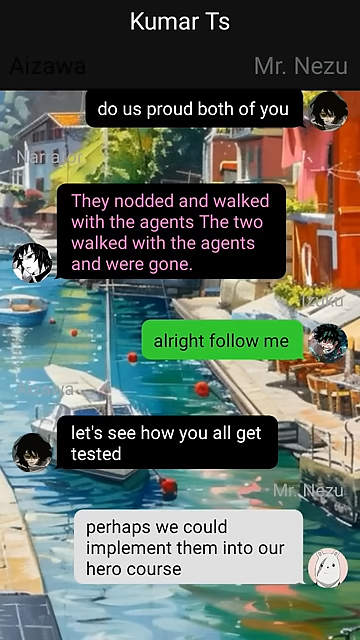 Kumar Ts
Aizawa
Mr. Nezu
do us proud both of you
Narrator
They nodded and walked
with the agents The two
walked with the agents
and were gone.
Izuku
alright follow me
let's see how you all get
tested
Mr. Nezu
perhaps we could
implement them into our
hero course